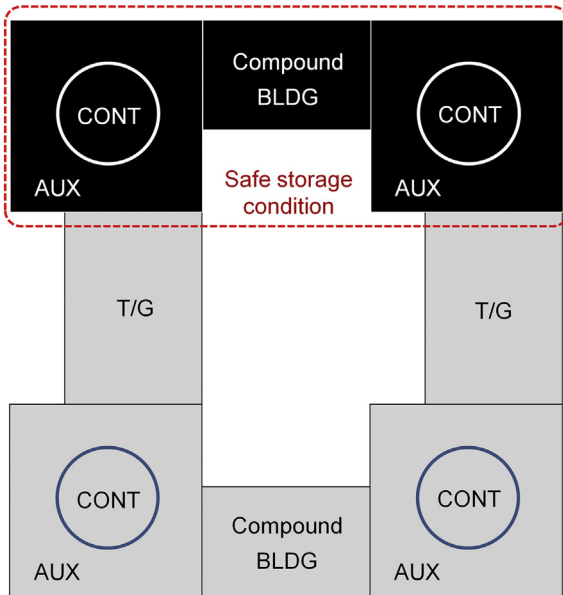 Compound
BLDG
CONT
CONT
AUX
AUX
Safe storage
condition
T/G
T/G
CONT
CONT
Compound
BLDG
AUX
AUX